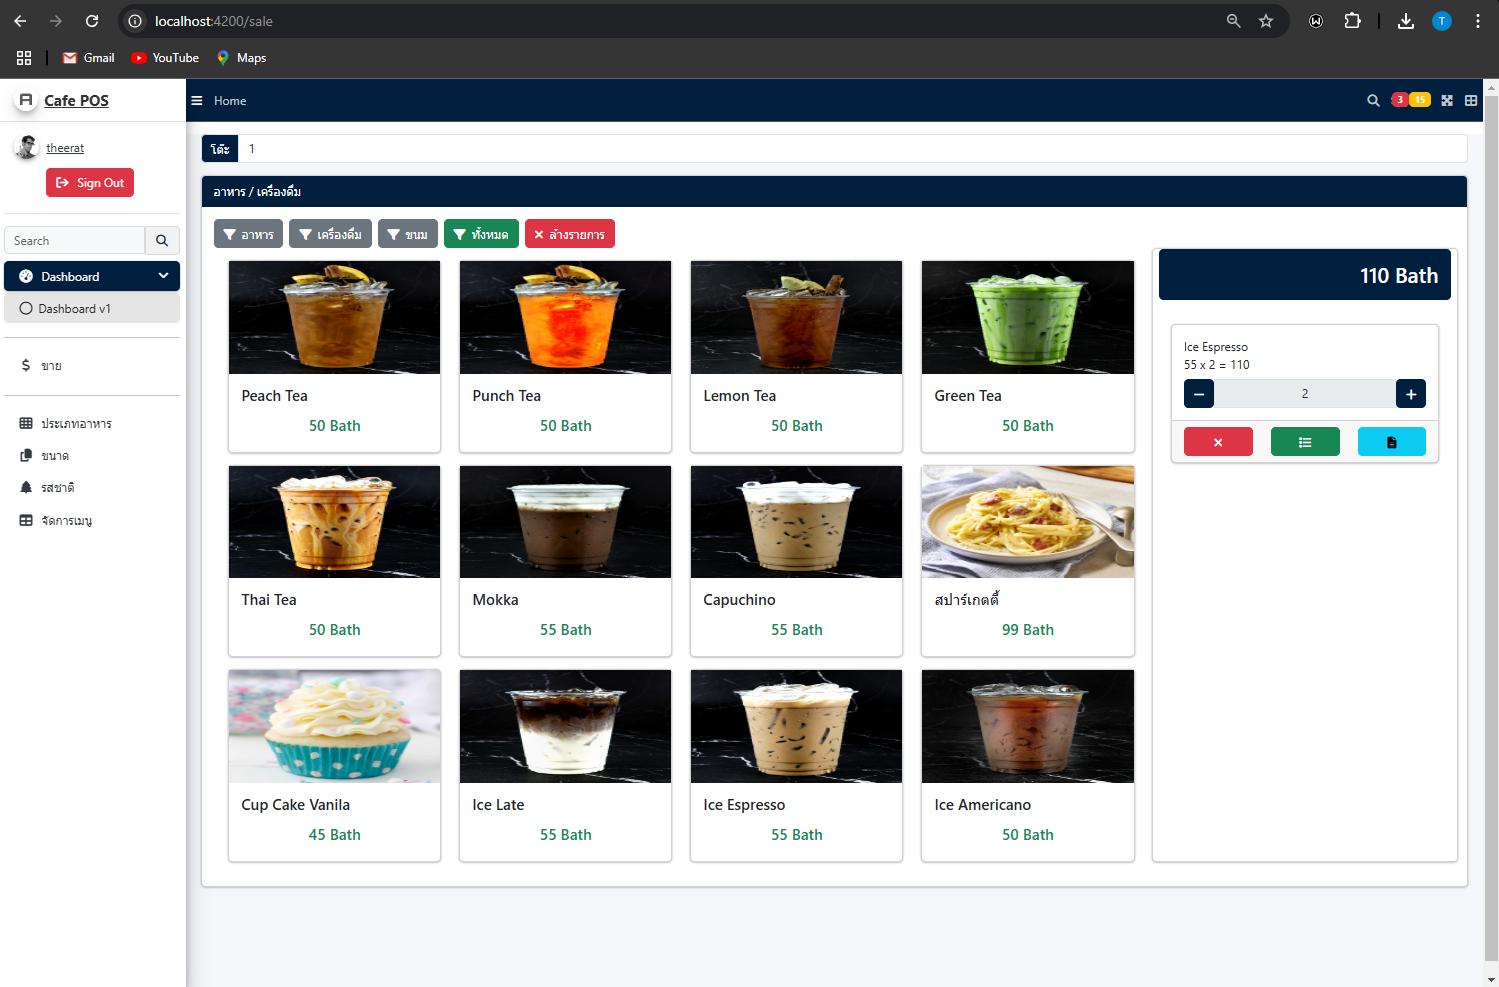 localhost:4200/sale
T
Gmail
YouTube
Maps
Cafe POS
Home
3
15
theerat
Sign Out
Search
Dashboard
Dashboard v1
ขาย
ประเภทอาหาร
ขนาด
รสชาติ
จัดการเมนู
โต๊ะ
1
อาหาร / เครื่องดื่ม
อาหาร
เครื่องดื่ม
ขนม
ทั้งหมด
ล้างรายการ
Peach Tea
50 Bath
Punch Tea
50 Bath
Lemon Tea
50 Bath
Green Tea
50 Bath
Thai Tea
50 Bath
Mokka
55 Bath
Capuchino
55 Bath
สปาร์เกตตี้
99 Bath
Cup Cake Vanila
45 Bath
Ice Late
55 Bath
Ice Espresso
55 Bath
Ice Americano
50 Bath
110 Bath
Ice Espresso
55 x 2 = 110
2